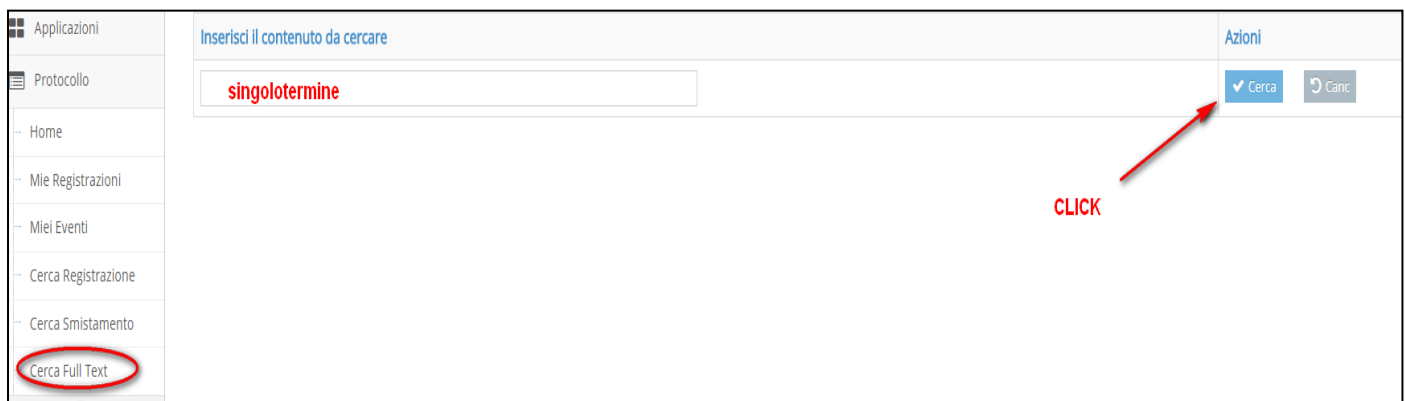 Applicazioni
Protocollo
Home
Mie Registrazioni
Miei Eventi
Cerca Registrazione
Cerca Smistamento
Cerca Full Text
Inserisci il contenuto da cercare
Azioni
singolotermine
Cerca
Canc
CLICK